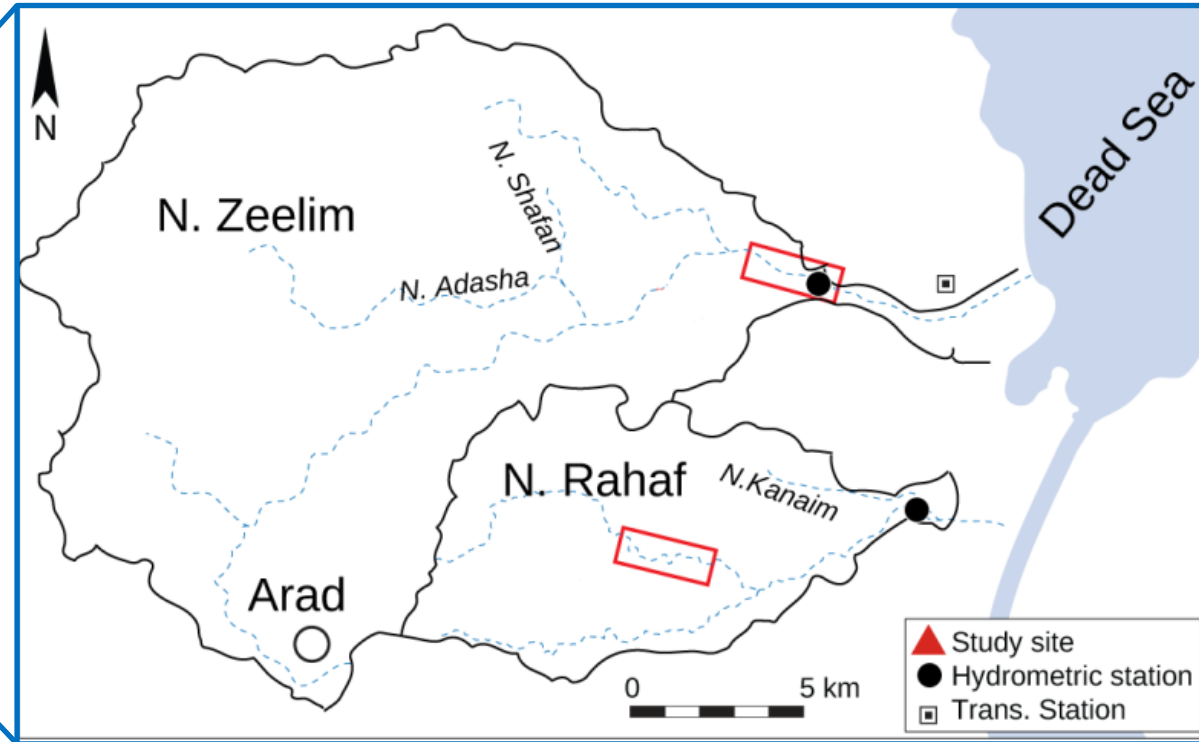 N
Dead Sea
N. Shafan
N. Zeelim
N. Adasha
N. Rahaf
N.Kanaim
Arad
0 5 km
Study site
Hydrometric station
Trans. Station